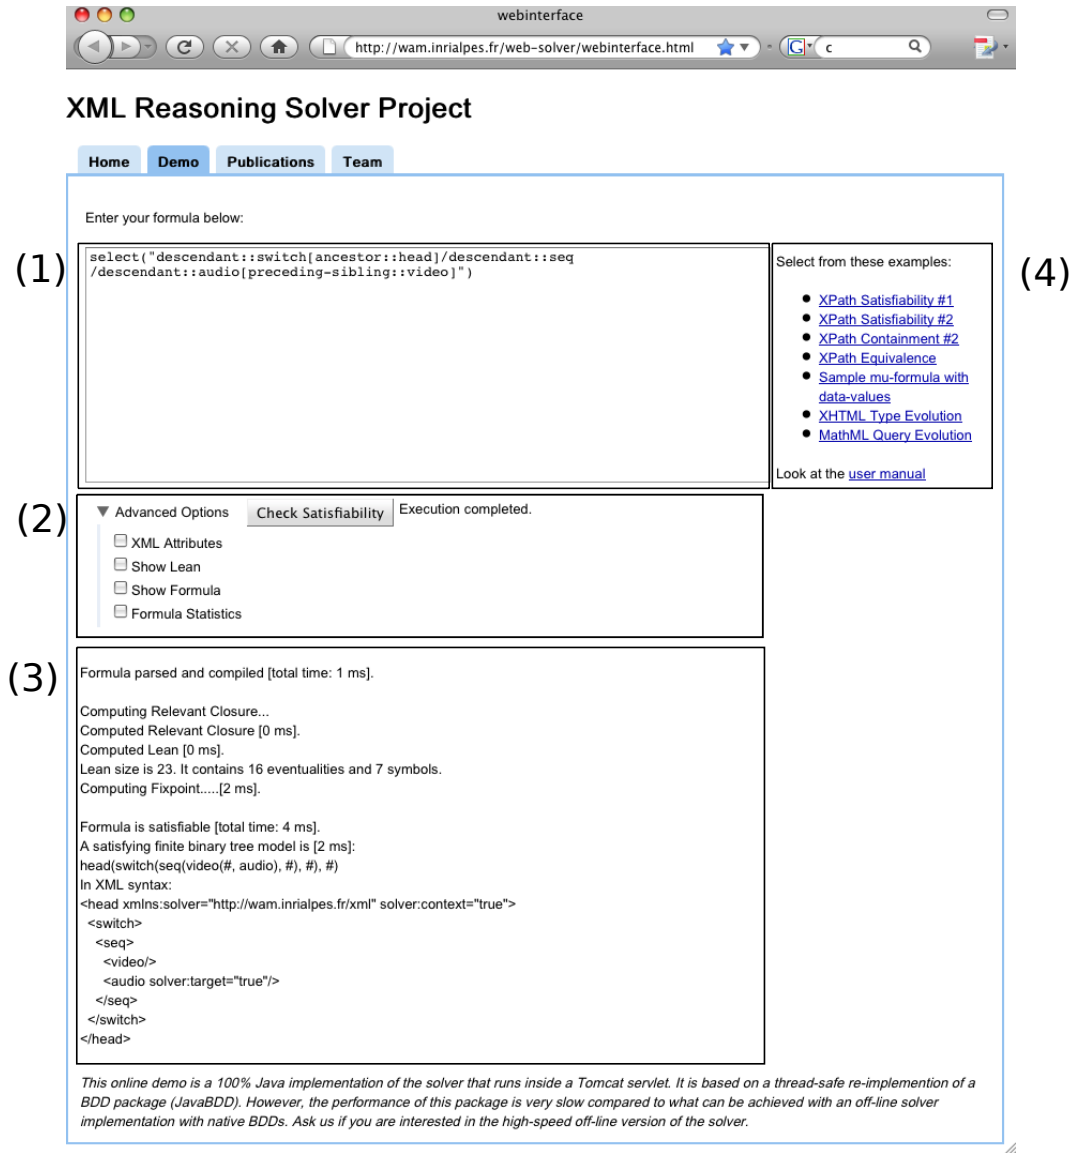 webinterface
http://wam.inrialpes.fr/web-solver/webinterface.html
G
c
XML Reasoning Solver Project
Home
Demo
Publications
Team
Enter your formula below:
(1)
select("descendant::switch[ancestor::head]/descendant::seq
/descendant::audio[preceding-sibling::video]")
Select from these examples:
(4)
XPath Satisfiability #1
XPath Satisfiability #2
XPath Containment #2
XPath Equivalence
Sample mu-formula with
data-values
XHTML Type Evolution
MathML Query Evolution
Look at the user manual
(2)
Advanced Options
Check Satisfiability
Execution completed.
XML Attributes
Show Lean
Show Formula
Formula Statistics
(3)
Formula parsed and compiled [total time: 1 ms].
Computing Relevant Closure...
Computed Relevant Closure [0 ms].
Computed Lean [0 ms].
Lean size is 23. It contains 16 eventualities and 7 symbols.
Computing Fixpoint.....[2 ms].
Formula is satisfiable [total time: 4 ms].
A satisfying finite binary tree model is [2 ms]:
head(switch(seq(video(#, audio), #), #), #)
In XML syntax:
<head xmlns:solver="http://wam.inrialpes.fr/xml" solver:context="true">
<switch>
<seq>
<video/>
<audio solver:target="true"/>
</seq>
</switch>
</head>
This online demo is a 100% Java implementation of the solver that runs inside a Tomcat servlet. It is based on a thread-safe re-implemention of a
BDD package (JavaBDD). However, the performance of this package is very slow compared to what can be achieved with an off-line solver
implementation with native BDDs. Ask us if you are interested in the high-speed off-line version of the solver.